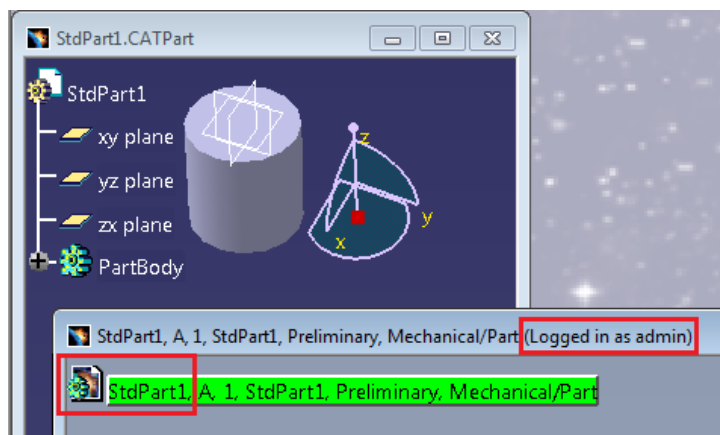 StdPart1.CATPart
StdPart1
xy plane
z
yz plane
zx plane
y
x
PartBody
StdPart1, A, 1, StdPart1, Preliminary, Mechanical/Part (Logged in as admin)
StdPart1, A, 1, StdPart1, Preliminary, Mechanical/Part